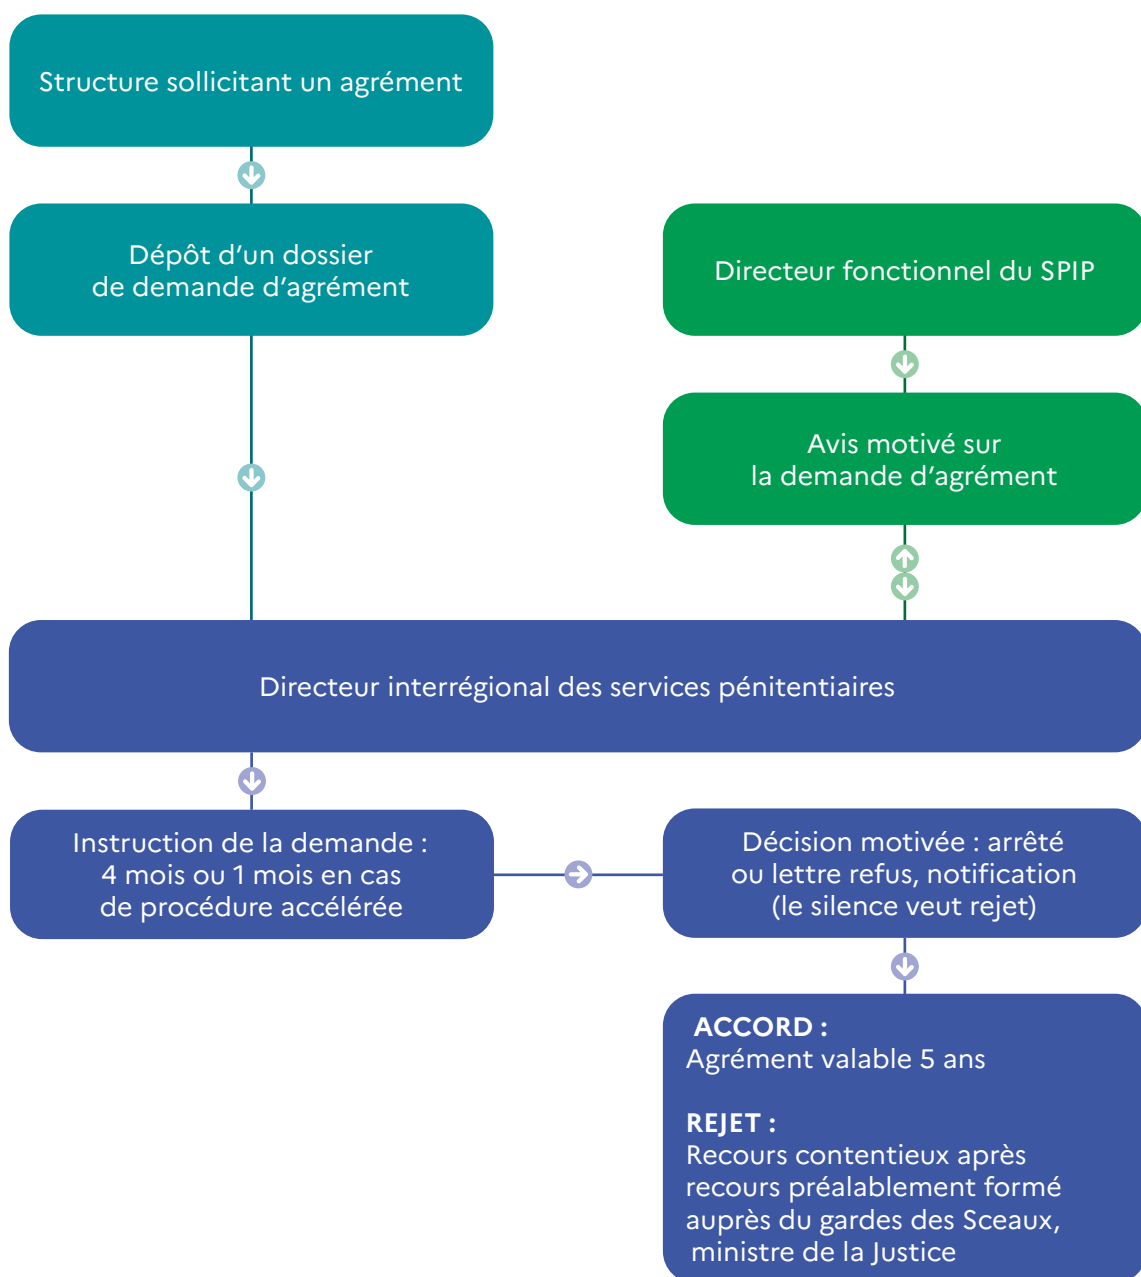 Structure sollicitant un agrément
Dépôt d’un dossier
de demande d’agrément
Directeur fonctionnel du SPIP
Avis motivé sur
la demande d’agrément
Directeur interrégional des services pénitentiaires
Instruction de la demande :
4 mois ou 1 mois en cas
de procédure accélérée
Décision motivée : arrêté
ou lettre refus, notification
(le silence veut rejet)
ACCORD :
Agrément valable 5 ans
REJET :
Recours contentieux après
recours préalablement formé
auprès du gardes des Sceaux,
ministre de la Justice